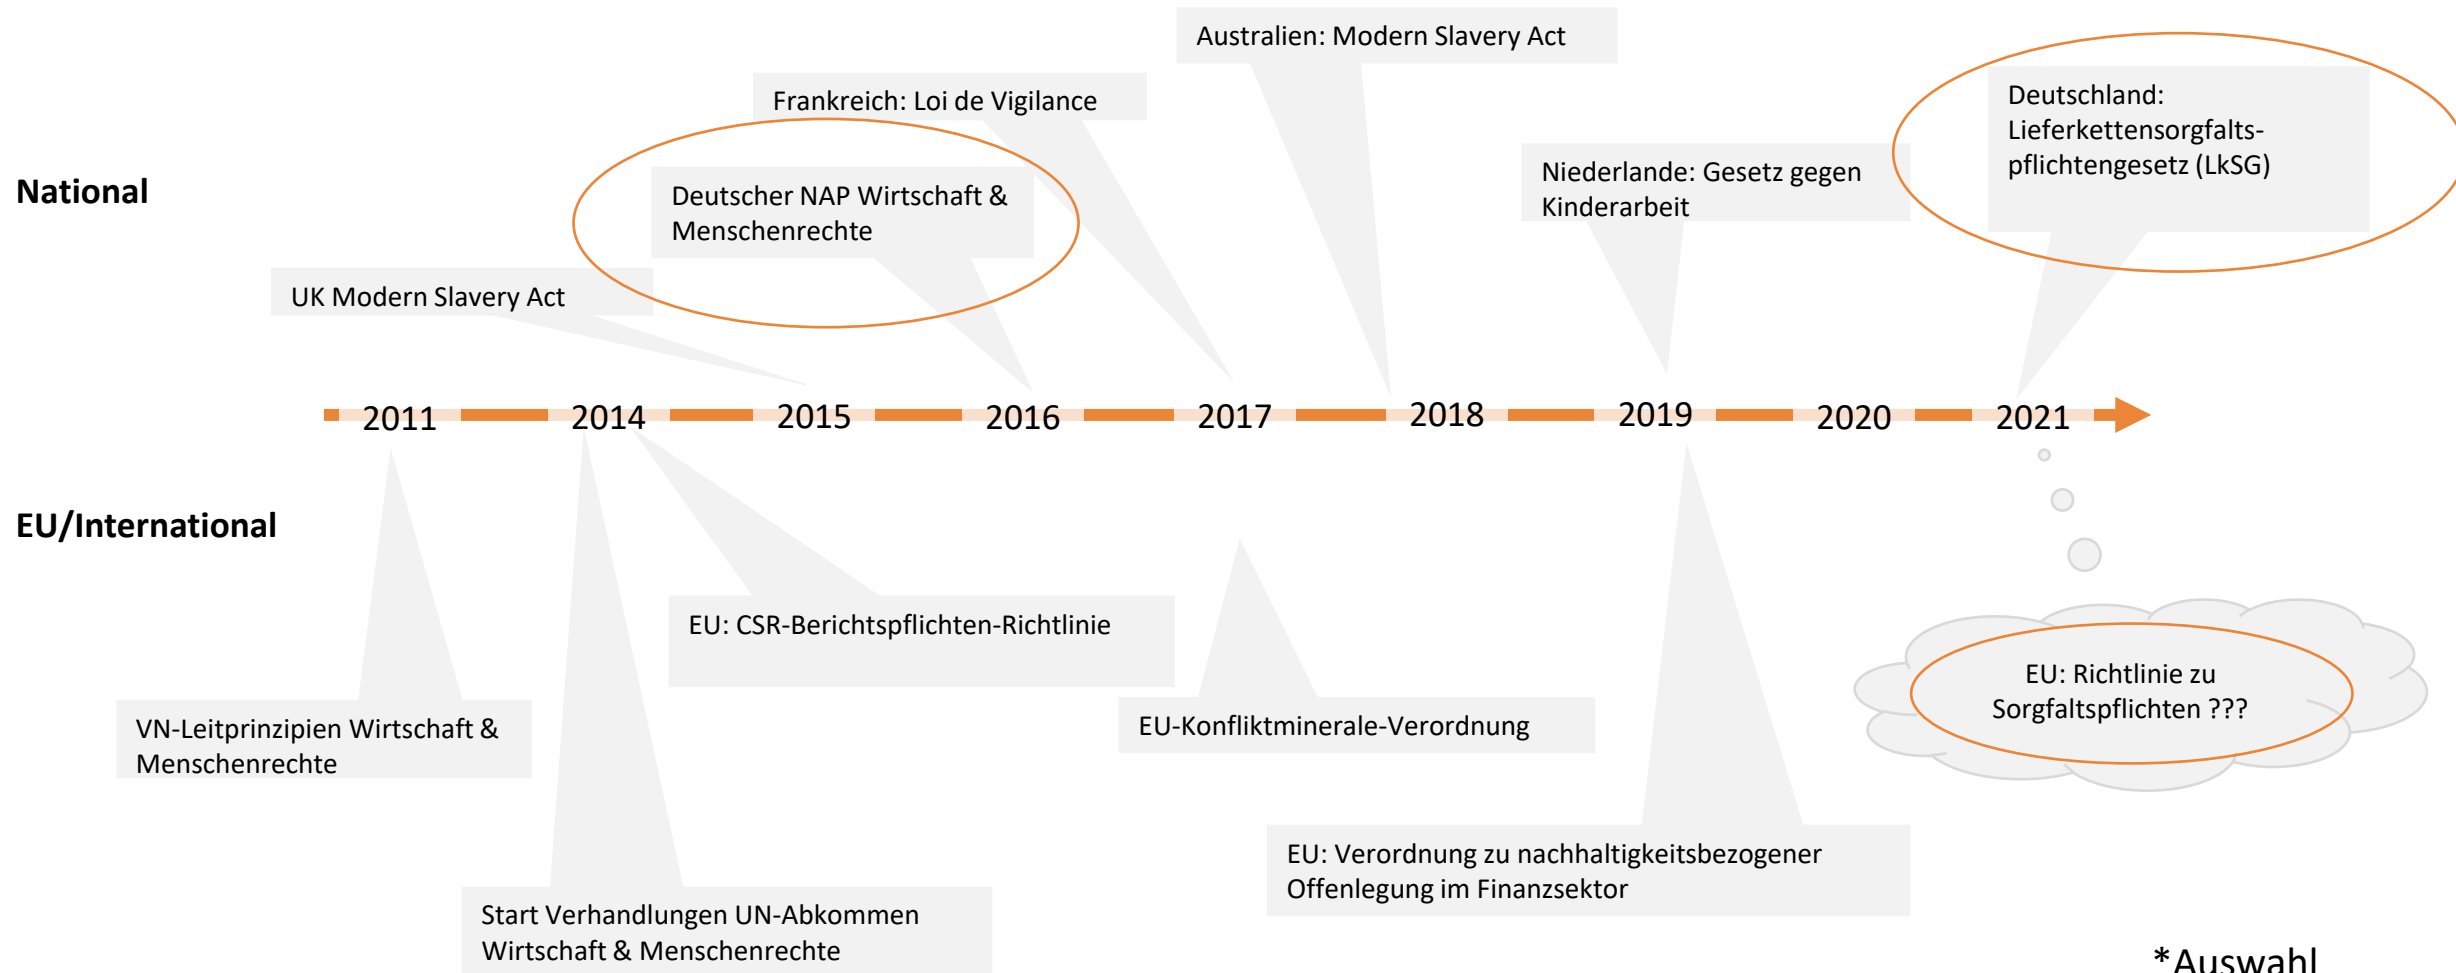 Australien: Modern Slavery Act
Frankreich: Loi de Vigilance
Deutschland:
Lieferkettensorgfalts-
pflichtengesetz (LkSG)
National
Deutscher NAP Wirtschaft &
Menschenrechte
Niederlande: Gesetz gegen
Kinderarbeit
UK Modern Slavery Act
2011 2014 2015 2016 2017 2018 2019 2020 2021
EU/International
EU: CSR-Berichtspflichten-Richtlinie
VN-Leitprinzipien Wirtschaft &
Menschenrechte
EU-Konfliktminerale-Verordnung
EU: Richtlinie zu
Sorgfaltspflichten ???
EU: Verordnung zu nachhaltigkeitsbezogener
Offenlegung im Finanzsektor
Start Verhandlungen UN-Abkommen
Wirtschaft & Menschenrechte
*Auswahl